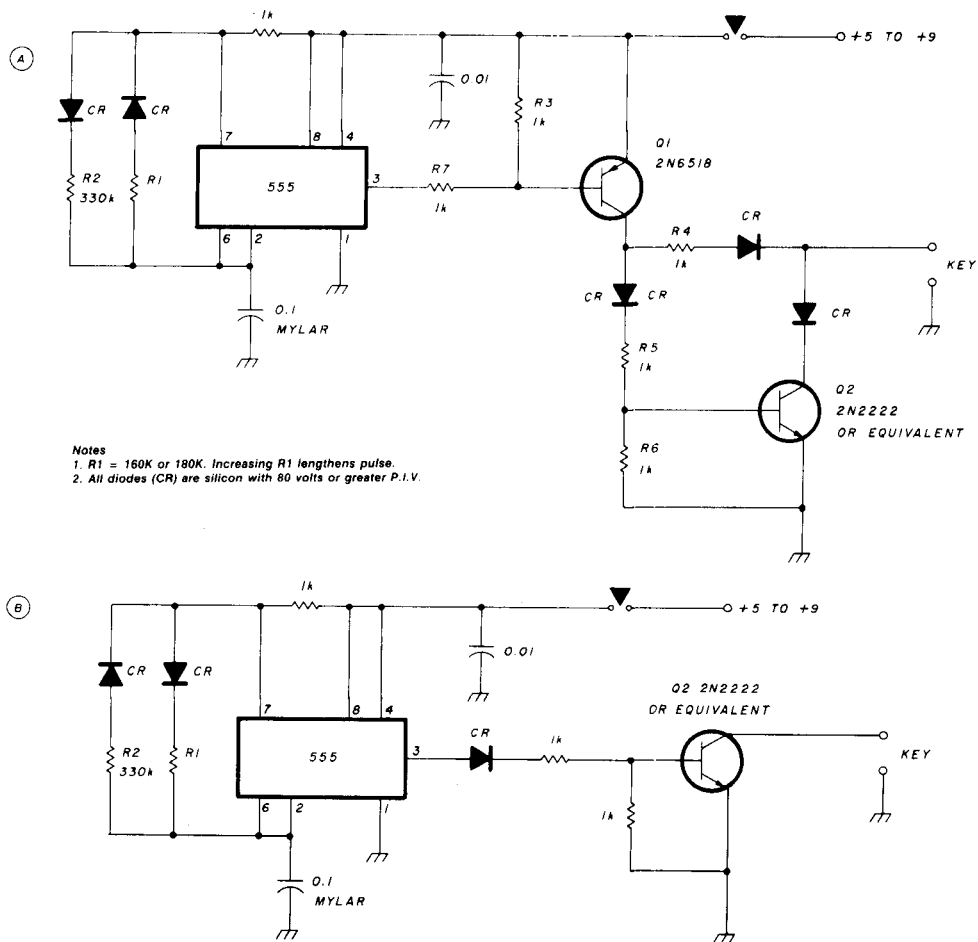 1k
+5 TO +9
A
CR
CR
0.01
R3
1k
Q1
2N6518
7
8
4
R2
330k
R1
555
3
R7
1k
CR
R4
1k
6
2
1
KEY
CR
CR
CR
0.1
MYLAR
R5
1k
Q2
2N2222
OR EQUIVALENT
R6
1k
Notes
1. R1 = 160K or 180K. Increasing R1 lengthens pulse.
2. All diodes (CR) are silicon with 80 volts or greater P.I.V.
1k
B
+5 TO +9
CR
CR
0.01
Q2 2N2222
OR EQUIVALENT
7
8
4
R2
330k
R1
555
3
CR
1k
KEY
6
2
1
1k
0.1
MYLAR